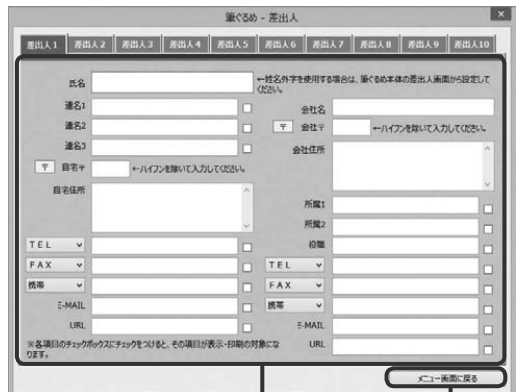 筆ぐるめ - 差出人
差出人1 差出人2 差出人3 差出人4 差出人5 差出人6 差出人7 差出人8 差出人9 差出人10
氏名
←姓名外字を使用する場合は、筆ぐるめ本体の差出人画面から設定して
ください。
連名1
連名2
連名3
〒 自宅〒 ←ハイフンを除いて入力してください。
自宅住所
TEL
FAX
携帯
E-MAIL
URL
※各項目のチェックボックスにチェックをつけると、その項目が表示・印刷の対象にな
ります。
会社名
〒 会社〒 ←ハイフンを除いて入力してください。
会社住所
所属1
所属2
役職
TEL
FAX
携帯
E-MAIL
URL
メニュー画面に戻る